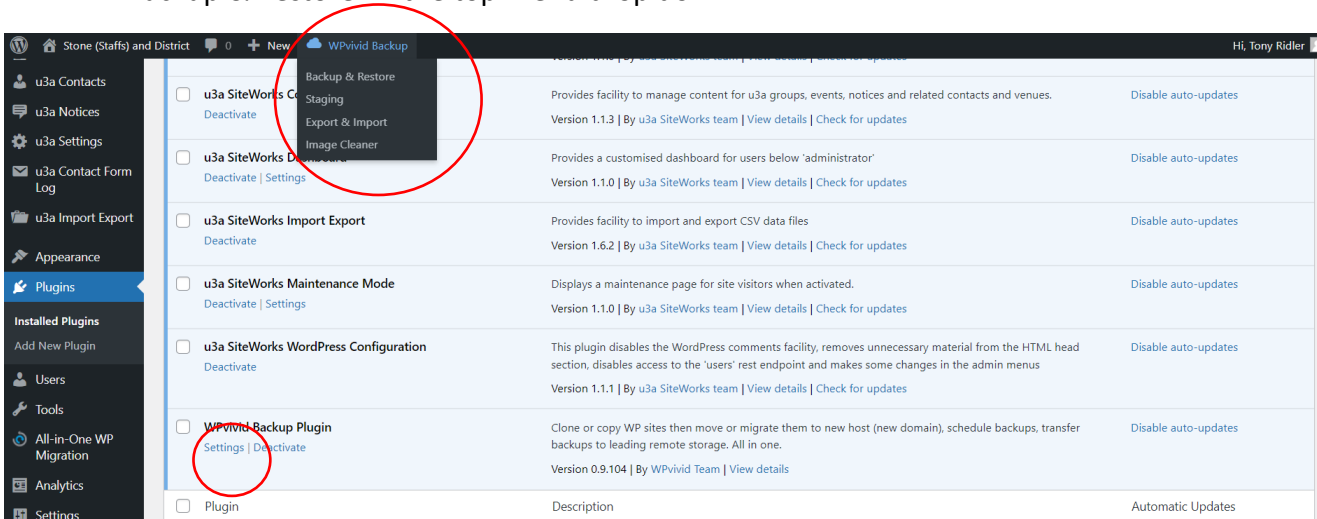 Stone (Staffs) and District 0 New WPvivid Backup Hi, Tony Ridler
Backup & Restore
Staging
Export & Import
Image Cleaner
u3a Contacts
u3a Notices
u3a Settings
u3a Contact Form
Log
u3a Import Export
Appearance
Plugins
Installed Plugins
Add New Plugin
Users
Tools
All-in-One WP
Migration
Analytics
Settings
u3a SiteWorks Provides facility to manage content for u3a groups, events, notices and related contacts and venues. Disable auto-updates
Deactivate
Version 1.1.3 | By u3a SiteWorks team | View details | Check for updates
u3a SiteWorks Dashboard Provides a customised dashboard for users below 'administrator' Disable auto-updates
Deactivate | Settings
Version 1.1.0 | By u3a SiteWorks team | View details | Check for updates
u3a SiteWorks Import Export Provides facility to import and export CSV data files Disable auto-updates
Deactivate
Version 1.6.2 | By u3a SiteWorks team | View details | Check for updates
u3a SiteWorks Maintenance Mode Displays a maintenance page for site visitors when activated. Disable auto-updates
Deactivate | Settings
Version 1.1.0 | By u3a SiteWorks team | View details | Check for updates
u3a SiteWorks WordPress Configuration This plugin disables the WordPress comments facility, removes unnecessary material from the HTML head Disable auto-updates
Deactivate section, disables access to the 'users' rest endpoint and makes some changes in the admin menus
Version 1.1.1 | By u3a SiteWorks team | View details | Check for updates
WPvivid Backup Plugin Clone or copy WP sites then move or migrate them to new host (new domain), schedule backups, transfer Disable auto-updates
Settings | Deactivate backups to leading remote storage. All in one.
Version 0.9.104 | By WPvivid Team | View details
Plugin Description Automatic Updates